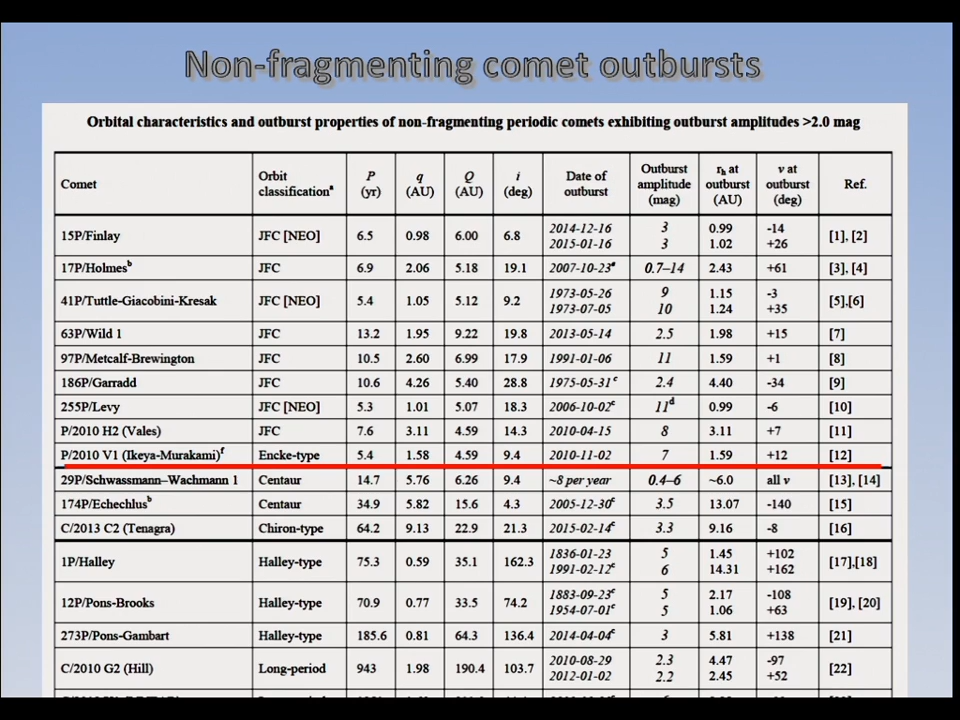 Non-fragmenting comet outbursts
Orbital characteristics and outburst properties of non-fragmenting periodic comets exhibiting outburst amplitudes >2.0 mag
Comet Orbit classificationᵃ P (yr) q (AU) Q (AU) i (deg) Date of outburst Outburst amplitude (mag) rₕ at outburst (AU) ν at outburst (deg) Ref.
15P/Finlay JFC [NEO] 6.5 0.98 6.00 6.8 2014-12-16 3 0.99 -14 [1], [2]
2015-01-16 3 1.02 +26
17P/Holmesᵇ JFC 6.9 2.06 5.18 19.1 2007-10-23ᵉ 0.7–14 2.43 +61 [3], [4]
41P/Tuttle-Giacobini-Kresak JFC [NEO] 5.4 1.05 5.12 9.2 1973-05-26 9 1.15 -3 [5],[6]
1973-07-05 10 1.24 +35
63P/Wild 1 JFC 13.2 1.95 9.22 19.8 2013-05-14 2.5 1.98 +15 [7]
97P/Metcalf-Brewington JFC 10.5 2.60 6.99 17.9 1991-01-06 11 1.59 +1 [8]
186P/Garradd JFC 10.6 4.26 5.40 28.8 1975-05-31ᶜ 2.4 4.40 -34 [9]
255P/Levy JFC [NEO] 5.3 1.01 5.07 18.3 2006-10-02ᶜ 11ᵈ 0.99 -6 [10]
P/2010 H2 (Vales) JFC 7.6 3.11 4.59 14.3 2010-04-15 8 3.11 +7 [11]
P/2010 V1 (Ikeya-Murakami)ᶠ Encke-type 5.4 1.58 4.59 9.4 2010-11-02 7 1.59 +12 [12]
29P/Schwassmann–Wachmann 1 Centaur 14.7 5.76 6.26 9.4 ~8 per year 0.4–6 ~6.0 all ν [13], [14]
174P/Echechlusᵇ Centaur 34.9 5.82 15.6 4.3 2005-12-30ᶜ 3.5 13.07 -140 [15]
C/2013 C2 (Tenagra) Chiron-type 64.2 9.13 22.9 21.3 2015-02-14ᶜ 3.3 9.16 -8 [16]
1P/Halley Halley-type 75.3 0.59 35.1 162.3 1836-01-23 5 1.45 +102 [17],[18]
1991-02-12ᶜ 6 14.31 +162
12P/Pons-Brooks Halley-type 70.9 0.77 33.5 74.2 1883-09-23ᶜ 5 2.17 -108 [19], [20]
1954-07-01ᶜ 5 1.06 +63
273P/Pons-Gambart Halley-type 185.6 0.81 64.3 136.4 2014-04-04ᶜ 3 5.81 +138 [21]
C/2010 G2 (Hill) Long-period 943 1.98 190.4 103.7 2010-08-29 2.3 4.47 -97 [22]
2012-01-02 2.2 2.45 +52